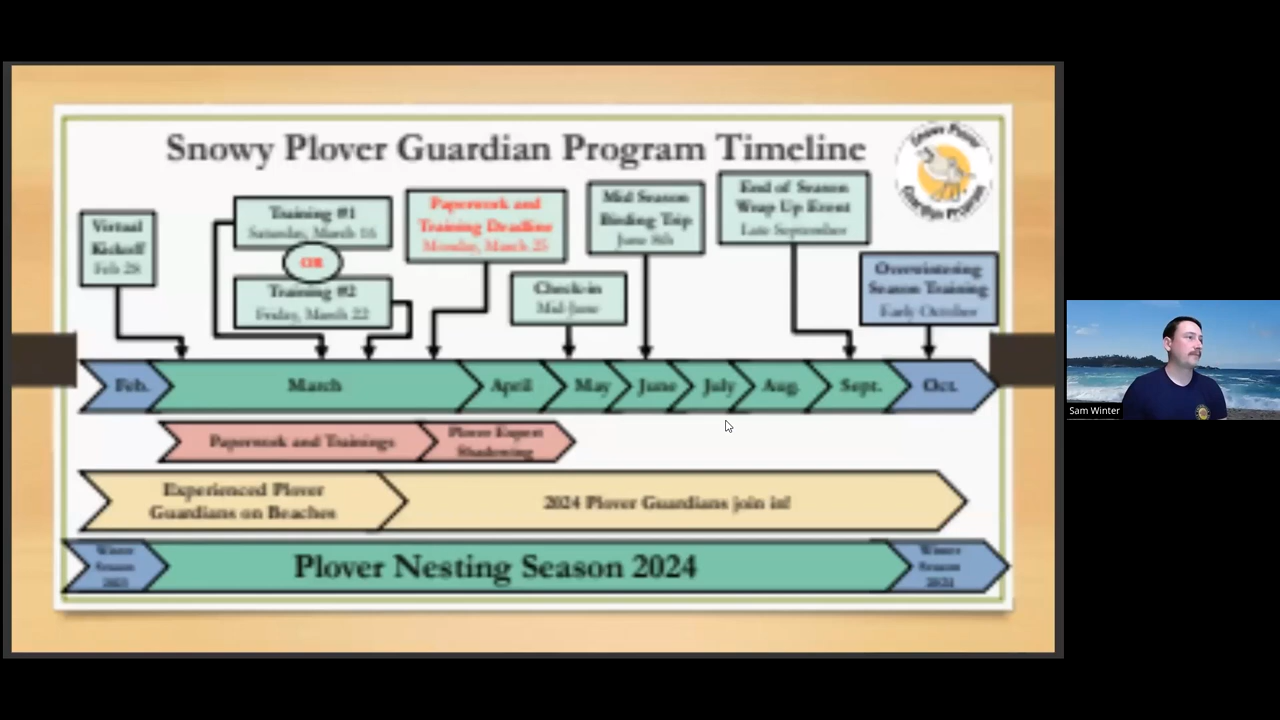 Snowy Plover Guardian Program Timeline
Snowy Plover
Guardian Program
Virtual
Kickoff
Feb 28
Training #1
Saturday, March 16
OR
Training #2
Friday, March 22
Paperwork and
Training Deadline
Monday, March 25
Check-in
Mid-June
Mid Season
Birding Trip
June 8th
End of Season
Wrap Up Event
Late September
Overwintering
Season Training
Early October
Feb.
March
April
May
June
July
Aug.
Sept.
Oct.
Paperwork and Trainings
Plover Expert
Shadowing
Experienced Plover
Guardians on Beaches
2024 Plover Guardians join in!
Winter
Season
2023
Plover Nesting Season 2024
Winter
Season
2024
Sam Winter